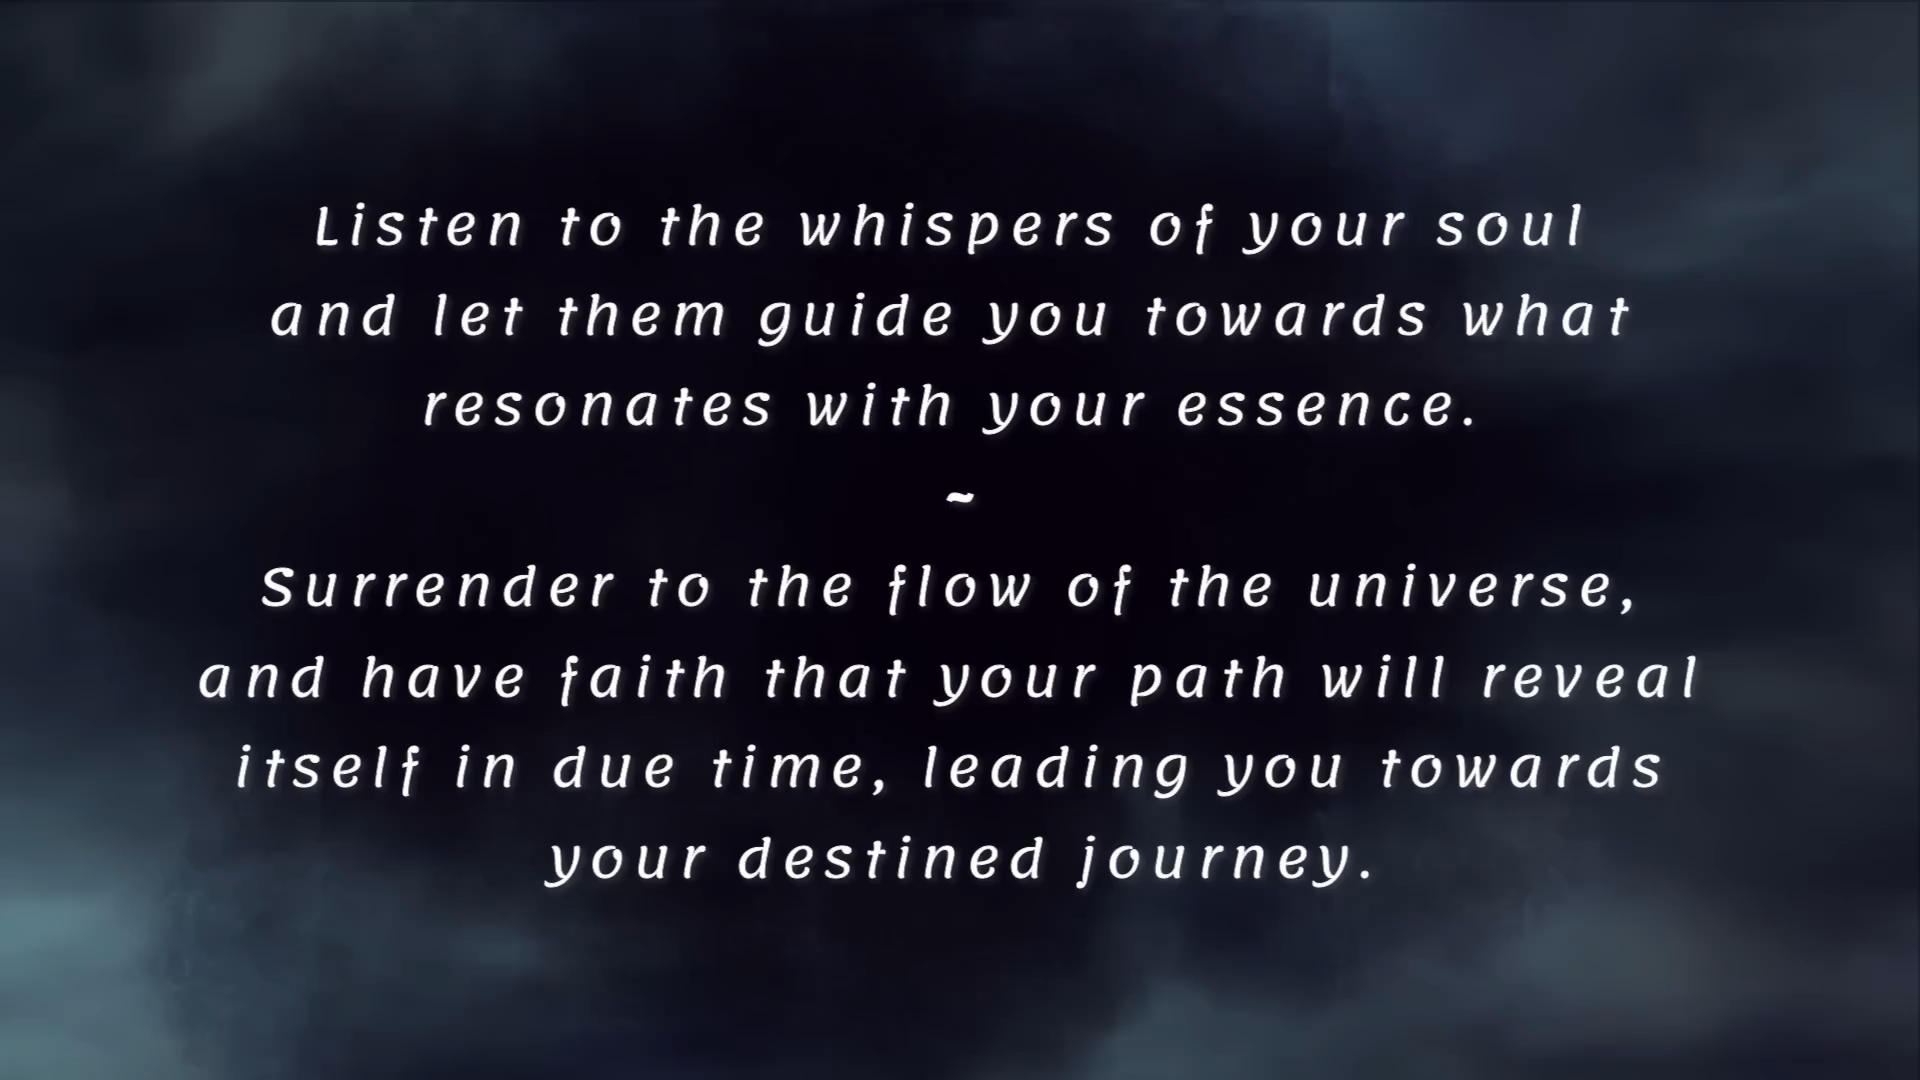 Listen to the whispers of your soul
and let them guide you towards what
resonates with your essence.
~
Surrender to the flow of the universe,
and have faith that your path will reveal
itself in due time, leading you towards
your destined journey.